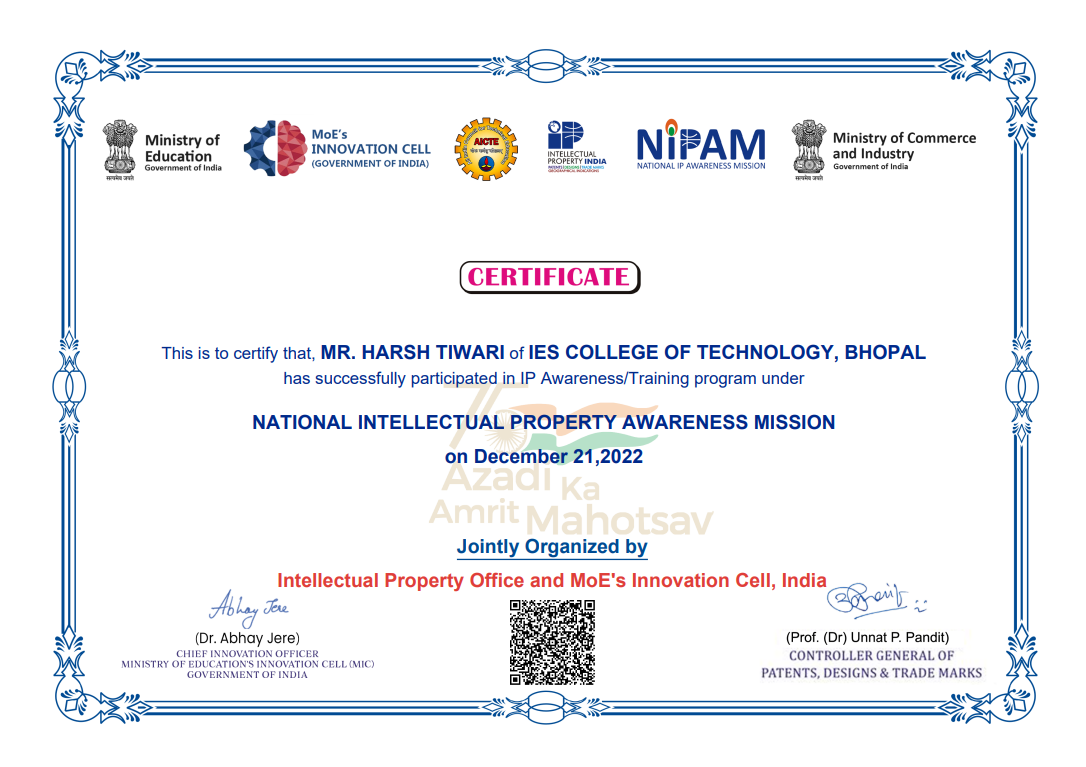 सत्यमेव जयते
Ministry of
Education
Government of India
MoE's
INNOVATION CELL
(GOVERNMENT OF INDIA)
AICTE
INTELLECTUAL
PROPERTY INDIA
PATENTS | DESIGNS | TRADE MARKS
GEOGRAPHICAL INDICATIONS
NIPAM
NATIONAL IP AWARENESS MISSION
सत्यमेव जयते
Ministry of Commerce
and Industry
Government of India
CERTIFICATE
This is to certify that, MR. HARSH TIWARI of IES COLLEGE OF TECHNOLOGY, BHOPAL
has successfully participated in IP Awareness/Training program under
NATIONAL INTELLECTUAL PROPERTY AWARENESS MISSION
on December 21,2022
75
Azadi Ka
Amrit Mahotsav
Jointly Organized by
Intellectual Property Office and MoE's Innovation Cell, India
Abhay Jere
(Dr. Abhay Jere)
CHIEF INNOVATION OFFICER
MINISTRY OF EDUCATION'S INNOVATION CELL (MIC)
GOVERNMENT OF INDIA
(Prof. (Dr) Unnat P. Pandit)
CONTROLLER GENERAL OF
PATENTS, DESIGNS & TRADE MARKS